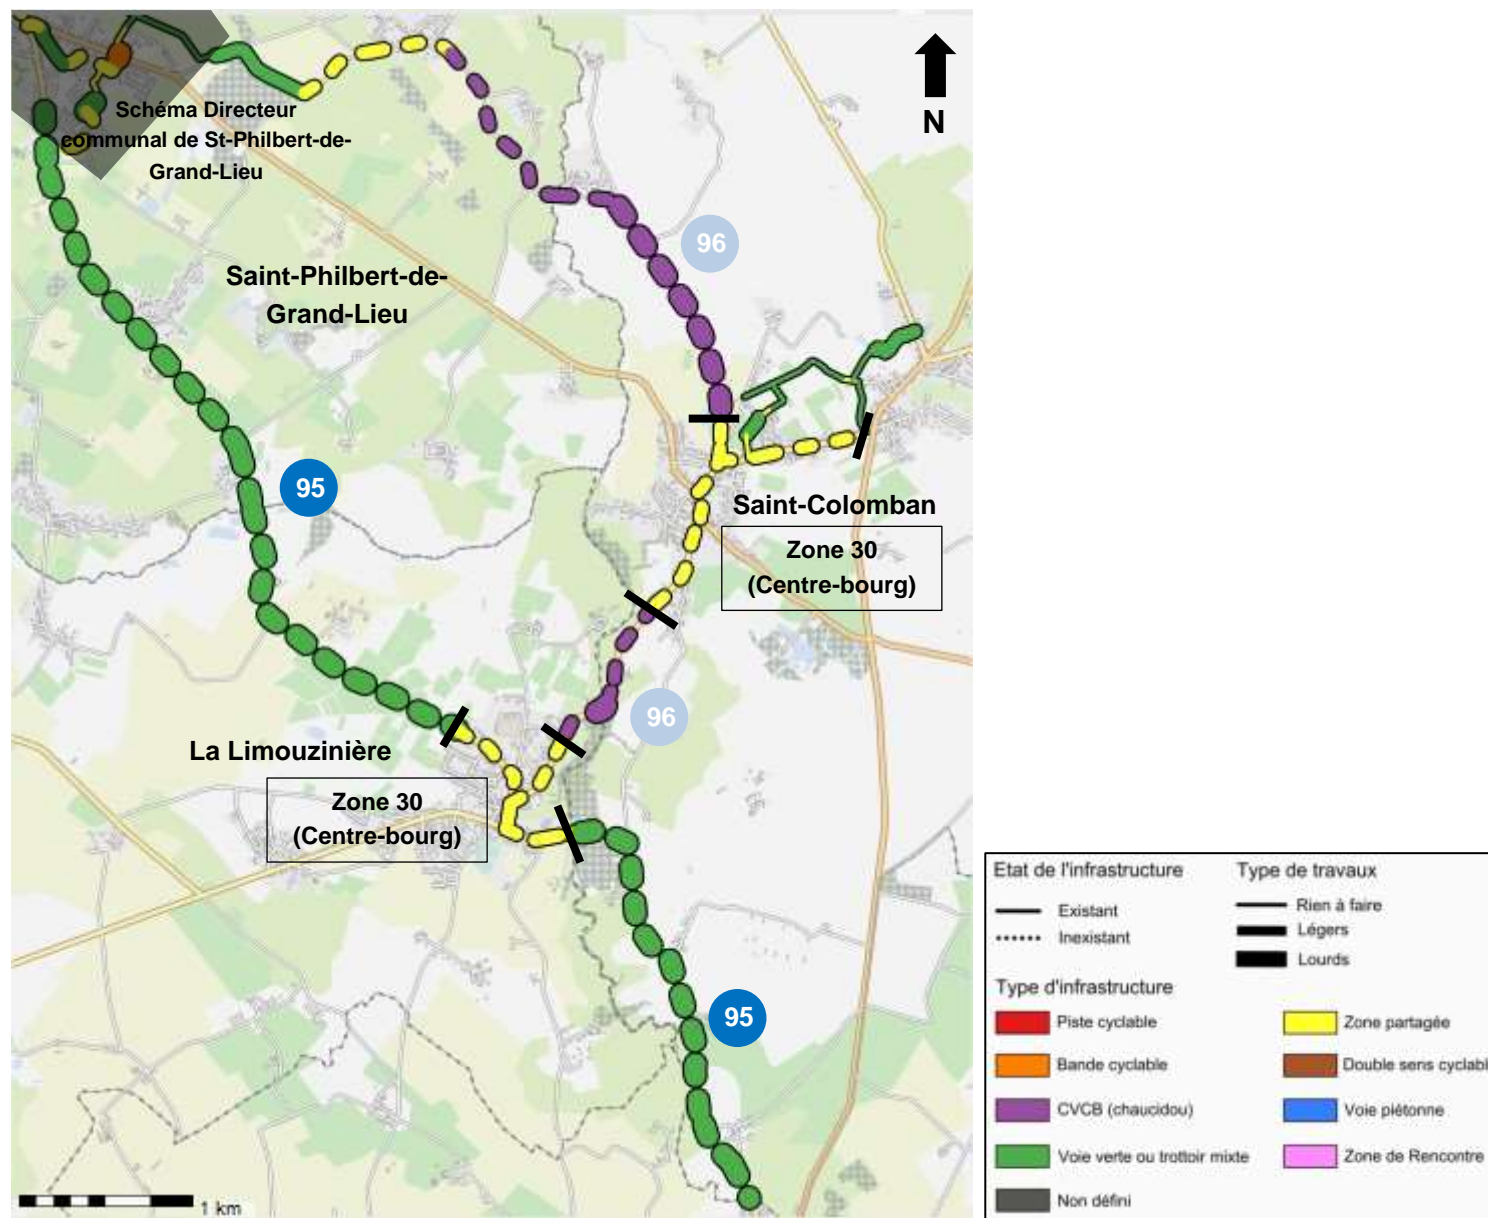 N
Schéma Directeur
communal de St-Philbert-de-
Grand-Lieu
96
Saint-Philbert-de-
Grand-Lieu
95
Saint-Colomban
Zone 30
(Centre-bourg)
96
La Limouzinière
Zone 30
(Centre-bourg)
95
1 km
Etat de l'infrastructure
Existant
Inexistant
Type de travaux
Rien à faire
Légers
Lourds
Type d'infrastructure
Piste cyclable
Bande cyclable
CVCB (chaucidou)
Voie verte ou trottoir mixte
Non défini
Zone partagée
Double sens cyclabl
Voie piétonne
Zone de Rencontre